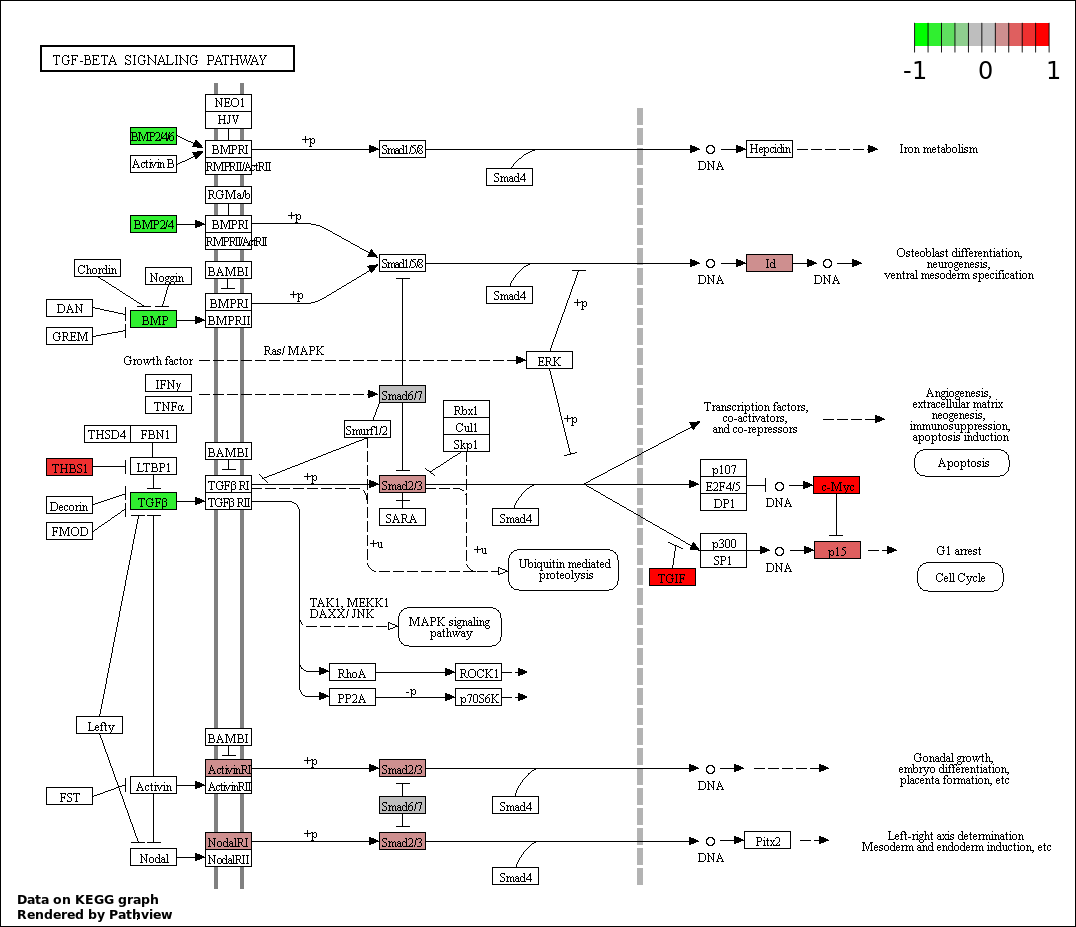 TGF-BETA SIGNALING PATHWAY
-1 0 1
NEO1
HJV
BMP2/4/6
Activin B
BMPRI
RMPRII/ActRII
+p
Smad1/5/8
Smad4
DNA
Hepcidin
Iron metabolism
RGMa/b
BMP2/4
BMPRI
RMPRII/ActRII
+p
Smad1/5/8
Smad4
DNA
Id
DNA
Osteoblast differentiation,
neurogenesis,
ventral mesoderm specification
BAMBI
Chordin
Noggin
DAN
GREM
BMP
BMPRI
BMPRII
+p
+p
Growth factor
Ras/ MAPK
ERK
IFNγ
TNFα
Smad6/7
+p
Rbx1
Cul1
Skp1
Smurf1/2
Transcription factors,
co-activators,
and co-repressors
Angiogenesis,
extracellular matrix
neogenesis,
immunosuppression,
apoptosis induction
Apoptosis
THSD4
FBN1
THBS1
LTBP1
BAMBI
Decorin
FMOD
TGFβ
TGFβ RI
TGFβ RII
+p
Smad2/3
SARA
Smad4
p107
E2F4/5
DP1
DNA
c-Myc
p300
SP1
DNA
p15
TGIF
G1 arrest
Cell Cycle
+u
+u
Ubiquitin mediated
proteolysis
TAK1, MEKK1
DAXX/ JNK
MAPK signaling
pathway
RhoA
ROCK1
PP2A
-p
p70S6K
Lefty
BAMBI
FST
Activin
ActivinRI
ActivinRII
+p
Smad2/3
Smad4
DNA
Gonadal growth,
embryo differentiation,
placenta formation, etc
Smad6/7
Nodal
NodalRI
NodalRII
+p
Smad2/3
Smad4
DNA
Pitx2
Left-right axis determination
Mesoderm and endoderm induction, etc
Data on KEGG graph
Rendered by Pathview